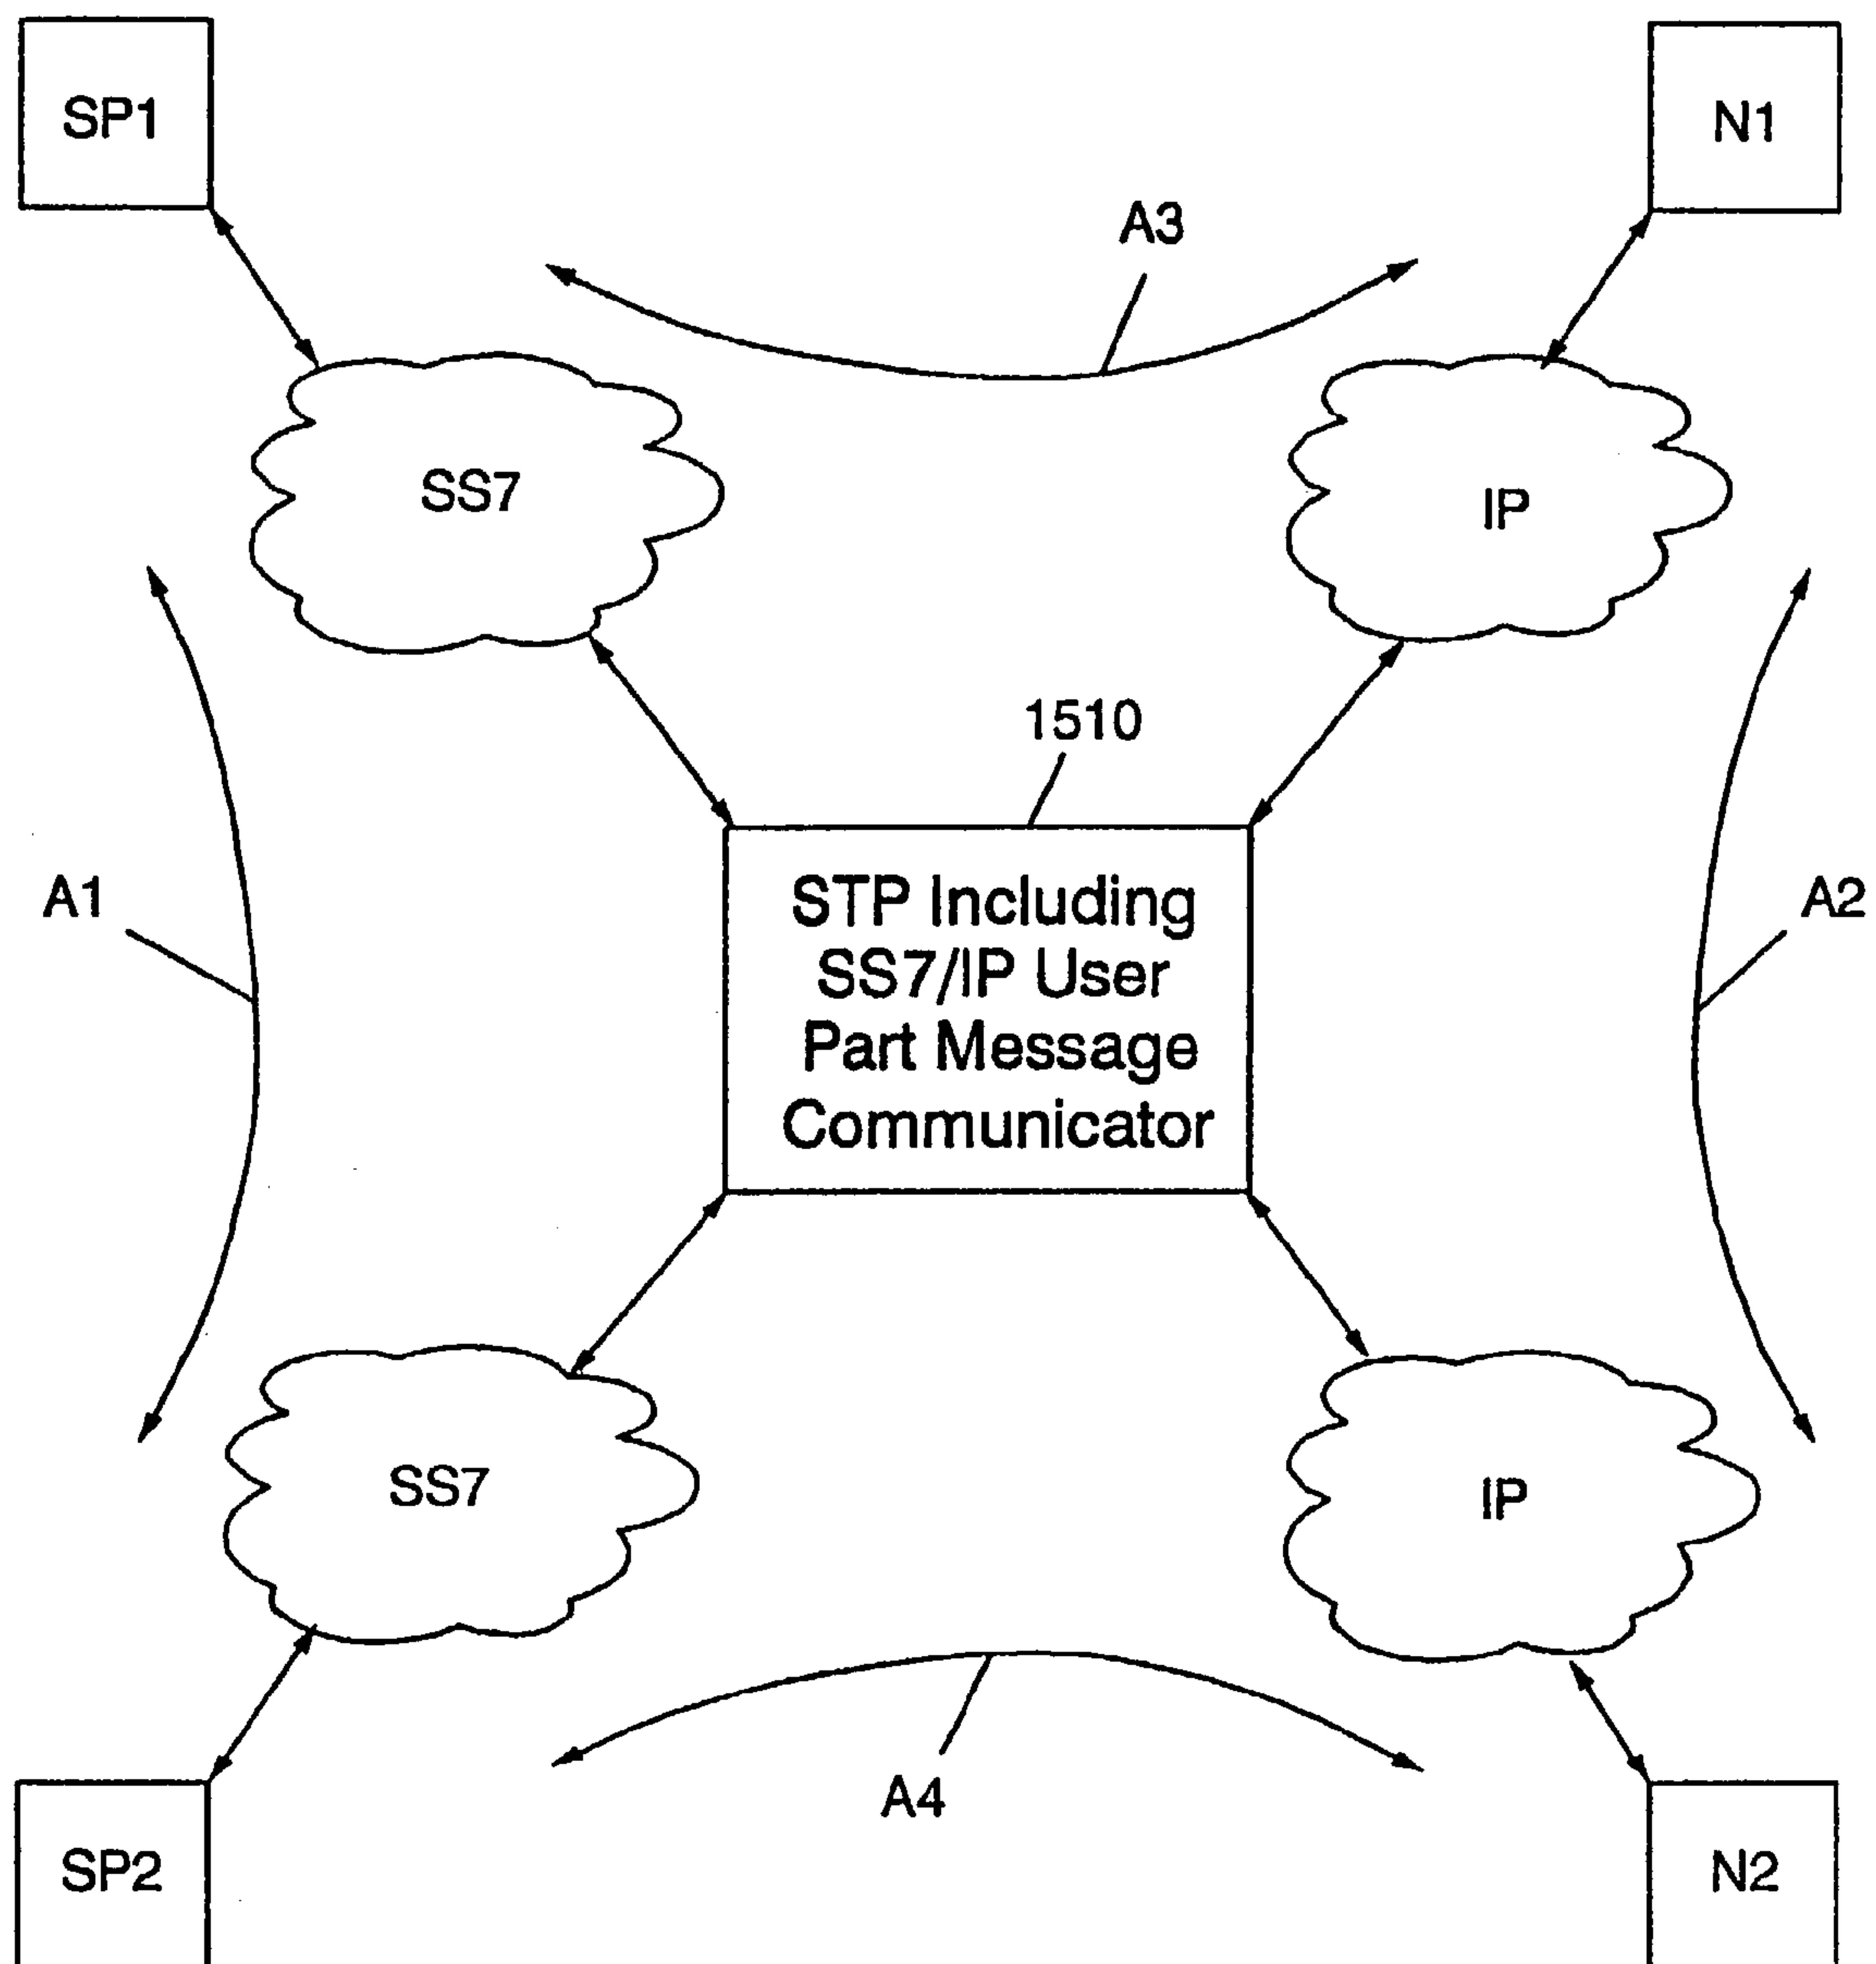 SP1
N1
A3
SS7
IP
1510
A1
STP Including
SS7/IP User
Part Message
Communicator
A2
SS7
IP
A4
SP2
N2